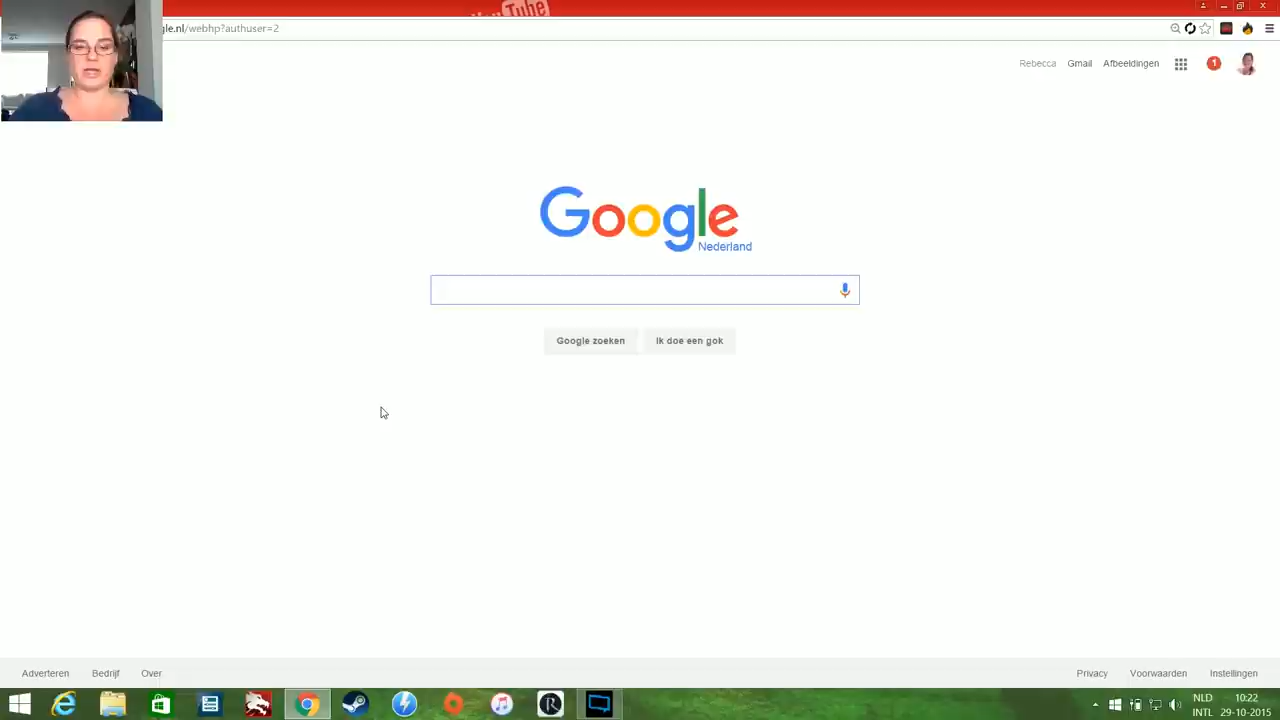 YouTube
gle.nl/webhp?authuser=2
Rebecca Gmail Afbeeldingen 1
Google
Nederland
Google zoeken Ik doe een gok
Adverteren Bedrijf Over Privacy Voorwaarden Instellingen
NLD 10:22
INTL 29-10-2015